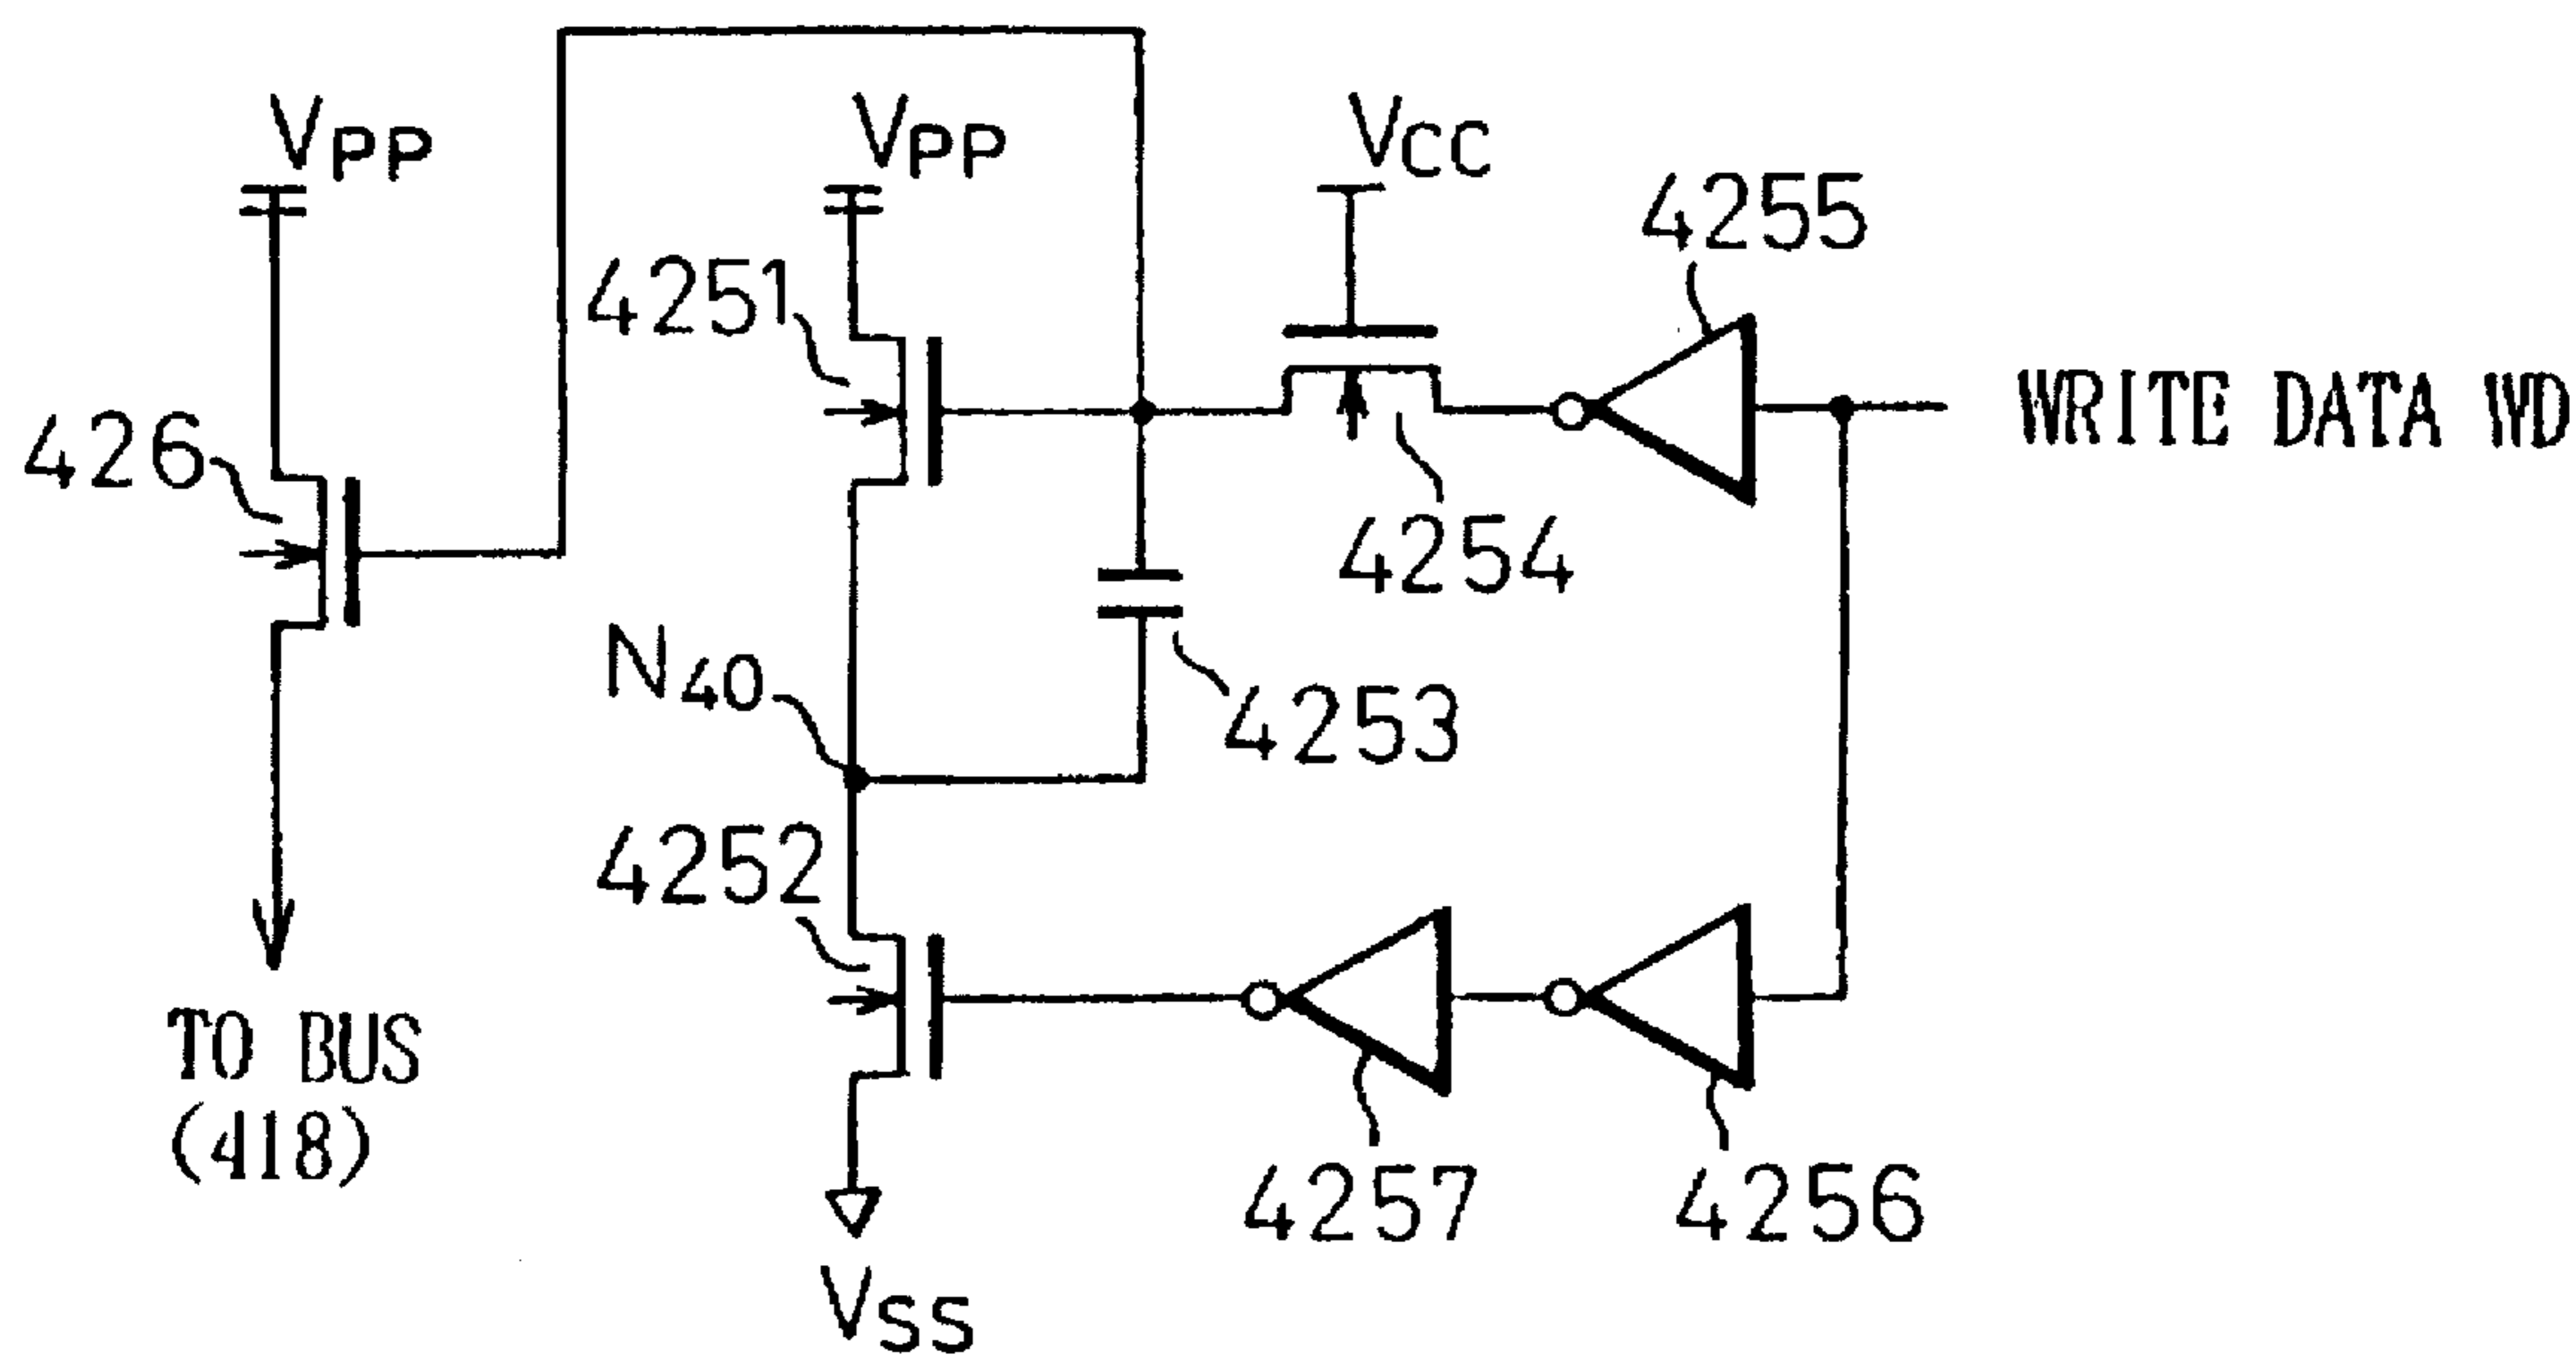 VPP
VPP
VCC
4255
4251
426
WRITE DATA WD
4254
N40
4253
4252
TO BUS
(418)
4257
4256
VSS